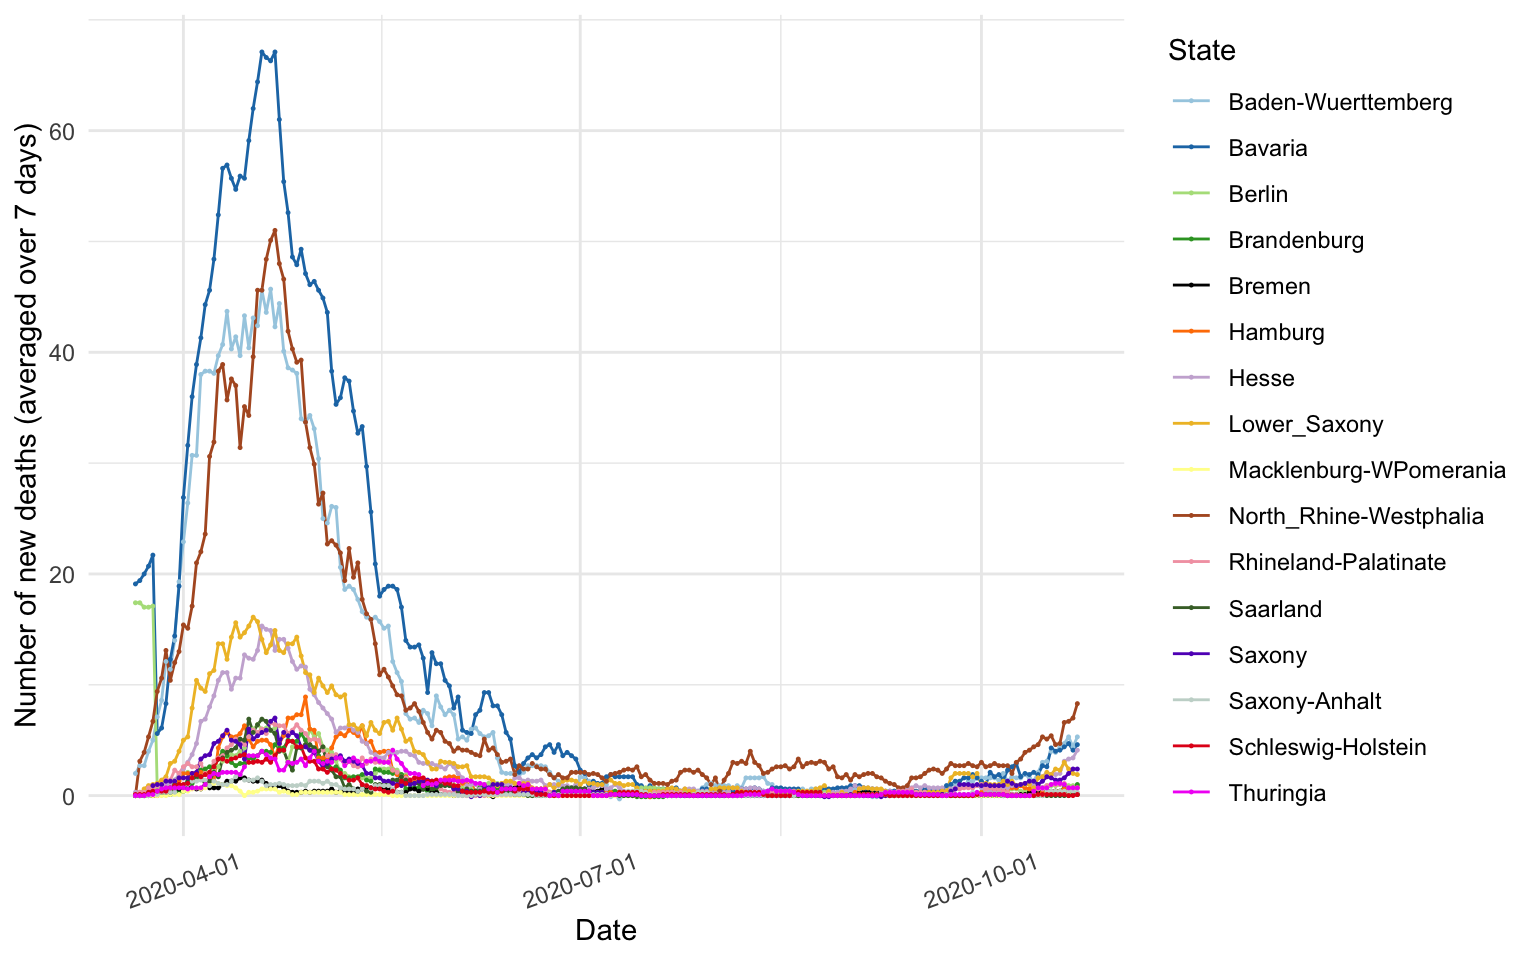 Number of new deaths (averaged over 7 days)
60
40
20
0
2020-04-01
2020-07-01
2020-10-01
Date
State
Baden-Wuerttemberg
Bavaria
Berlin
Brandenburg
Bremen
Hamburg
Hesse
Lower_Saxony
Macklenburg-WPomerania
North_Rhine-Westphalia
Rhineland-Palatinate
Saarland
Saxony
Saxony-Anhalt
Schleswig-Holstein
Thuringia